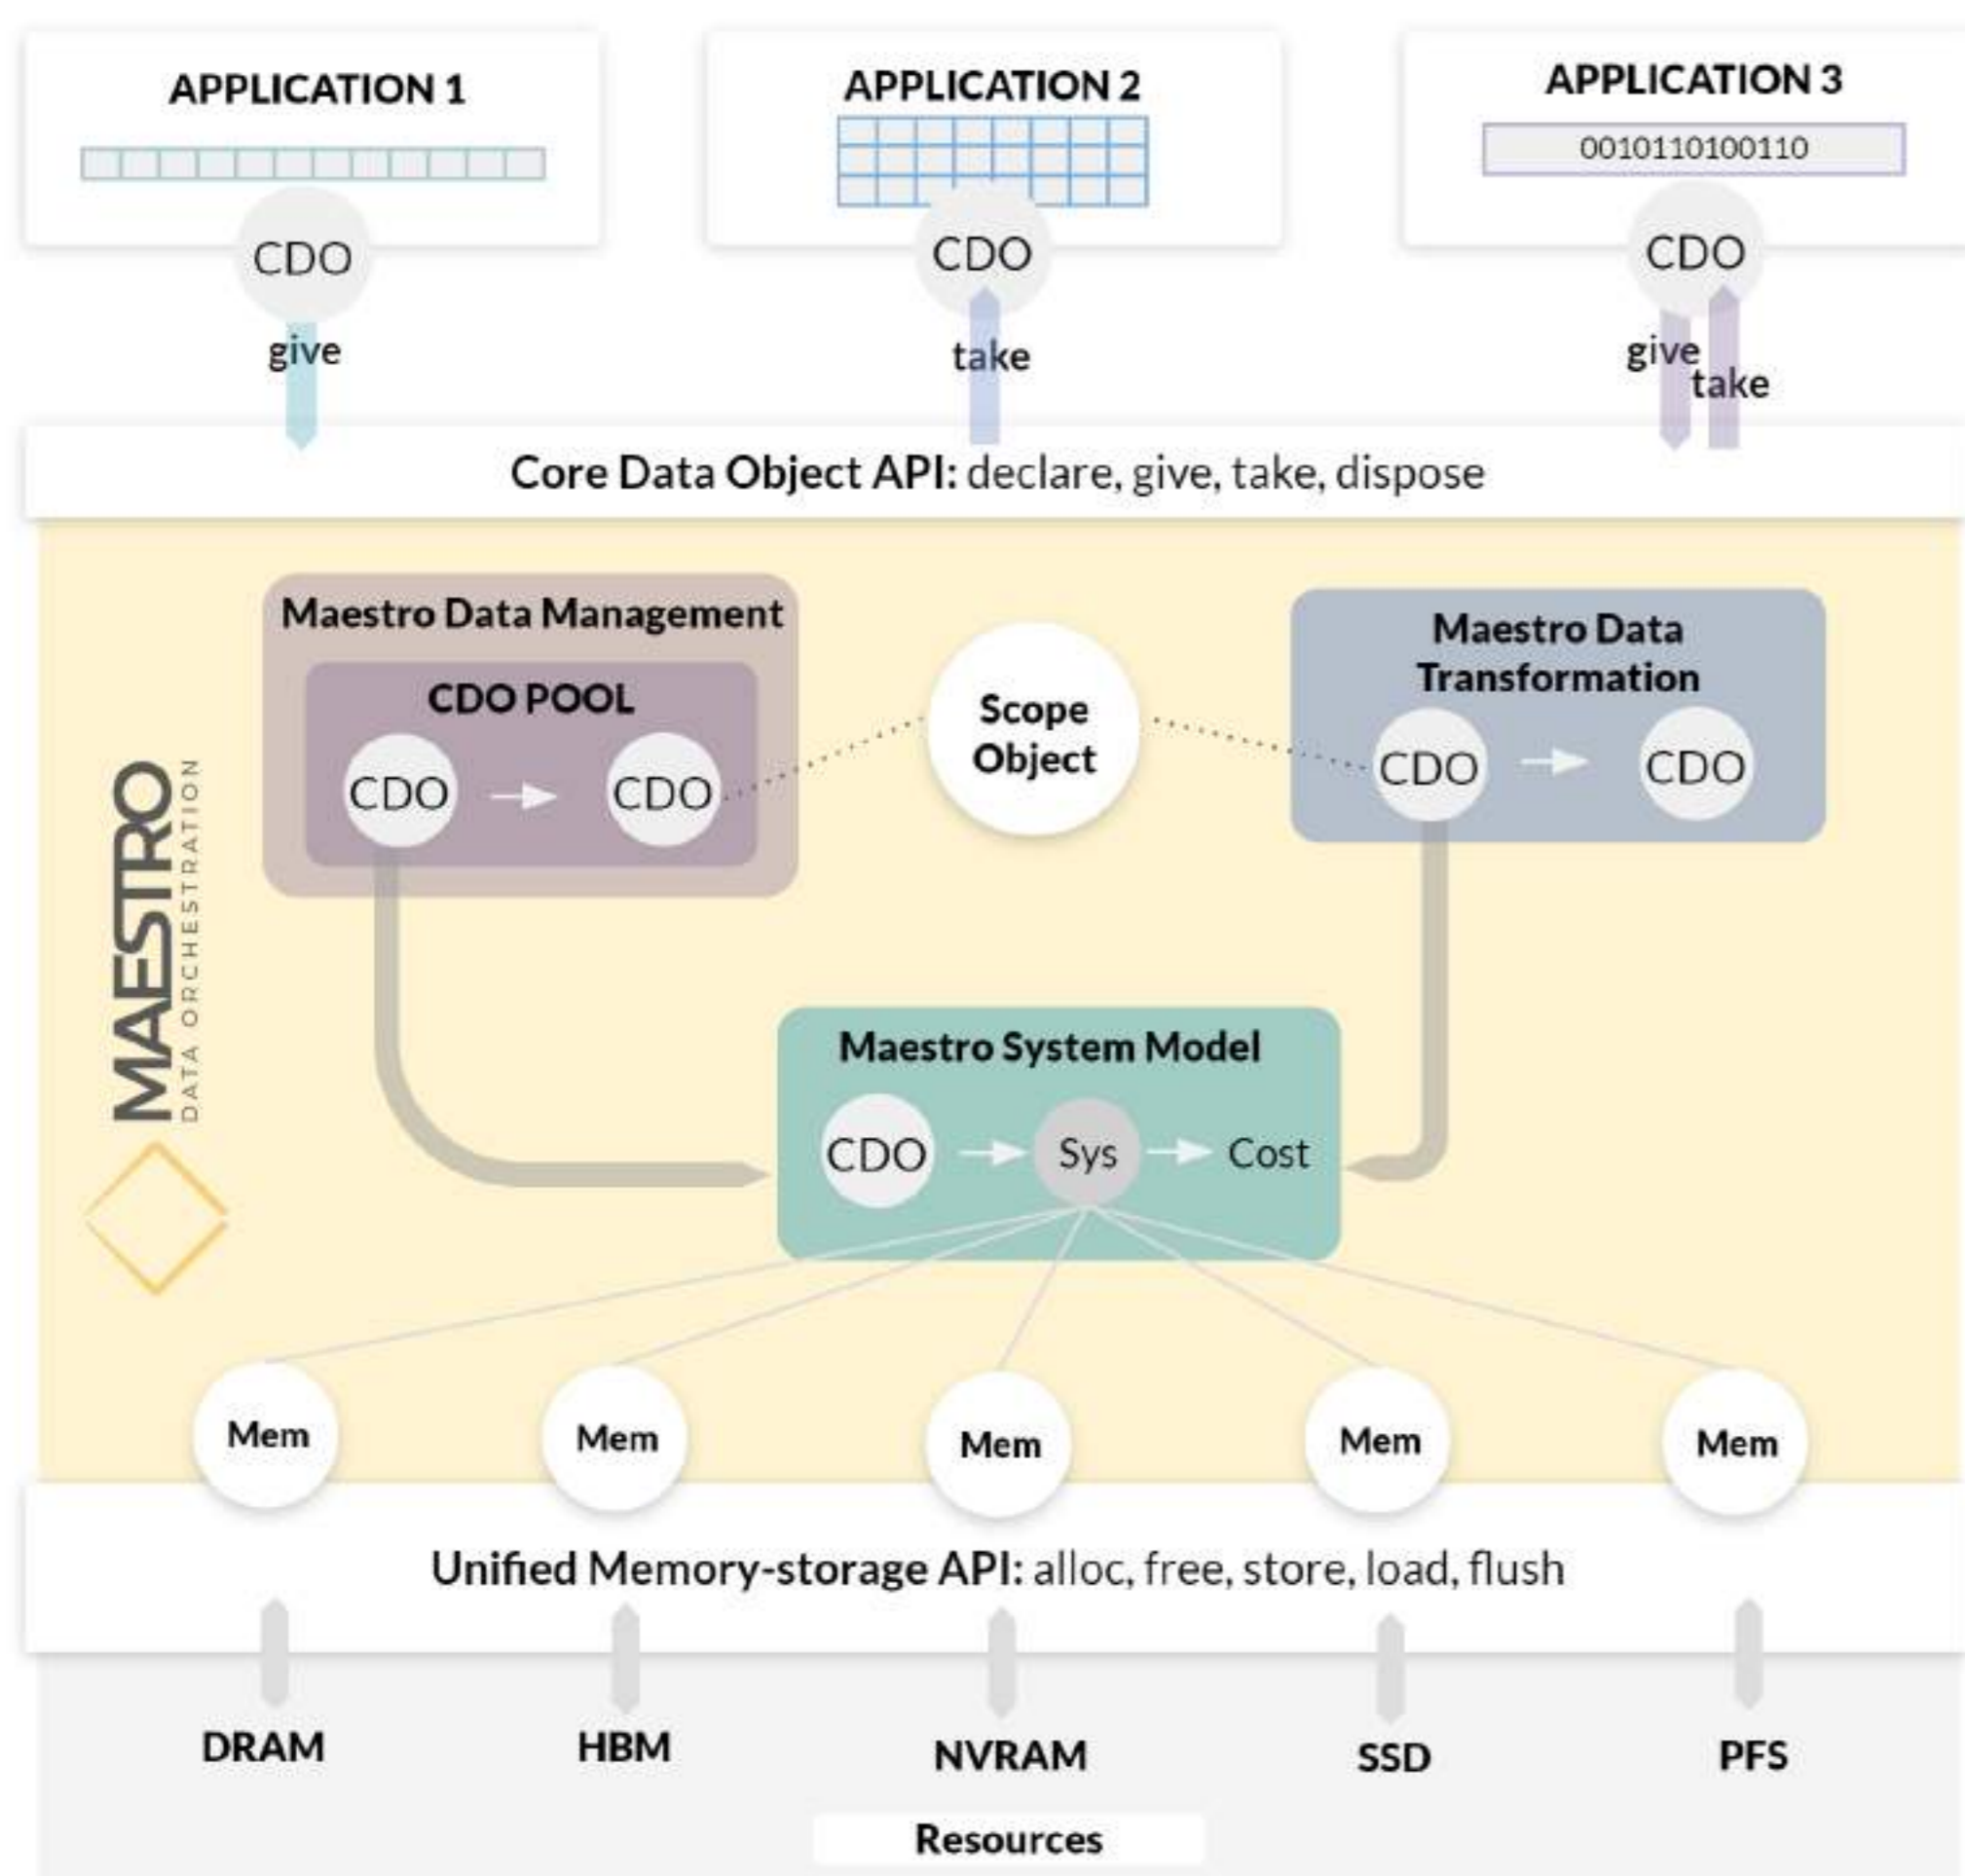 APPLICATION 1
APPLICATION 2
APPLICATION 3
0010110100110
CDO
CDO
CDO
give
take
give
take
Core Data Object API: declare, give, take, dispose
Maestro Data Management
CDO POOL
CDO
CDO
Scope
Object
Maestro Data
Transformation
CDO
CDO
MAESTRO
DATA ORCHESTRATION
Maestro System Model
CDO
Sys
Cost
Mem
Mem
Mem
Mem
Mem
Unified Memory-storage API: alloc, free, store, load, flush
DRAM
HBM
NVRAM
SSD
PFS
Resources